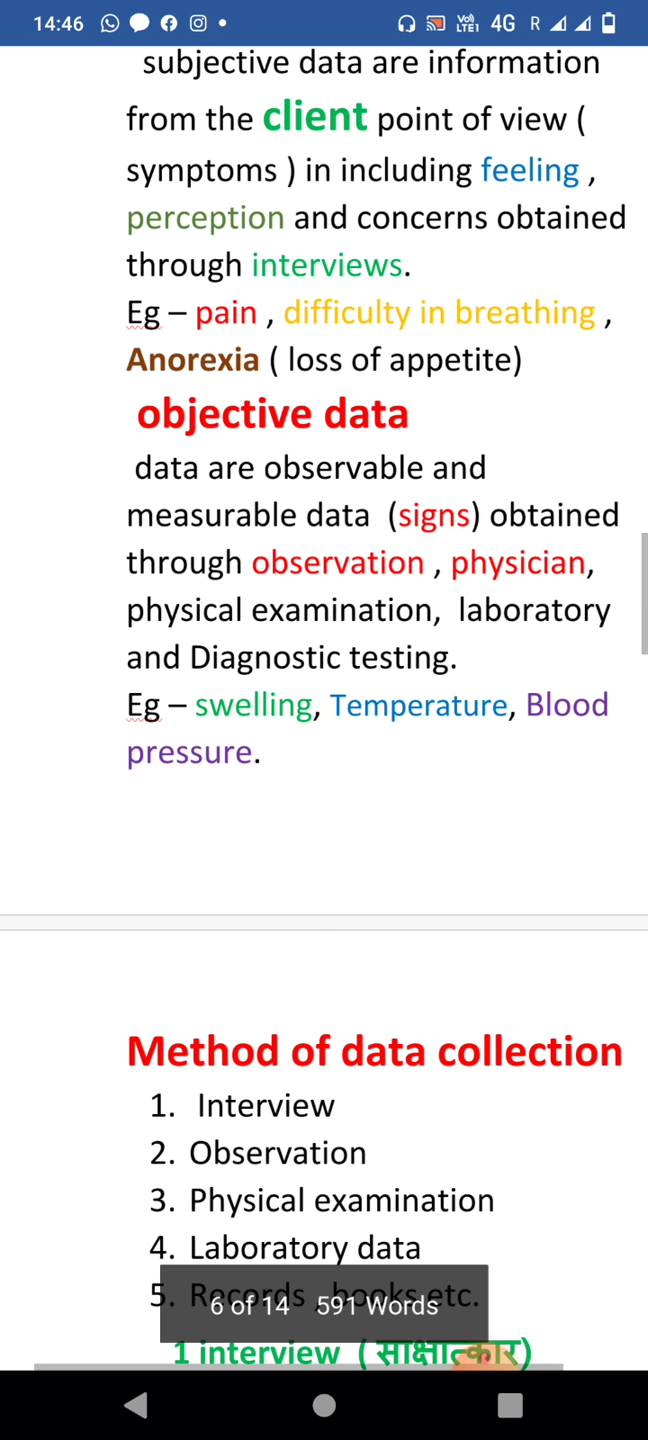 14:46 Vo) LTE1 4G R
subjective data are information
from the client point of view (
symptoms ) in including feeling ,
perception and concerns obtained
through interviews.
Eg – pain , difficulty in breathing ,
Anorexia ( loss of appetite)
objective data
data are observable and
measurable data (signs) obtained
through observation , physician,
physical examination, laboratory
and Diagnostic testing.
Eg – swelling, Temperature, Blood
pressure.
Method of data collection
1. Interview
2. Observation
3. Physical examination
4. Laboratory data
5. Records , books etc.
6 of 14 591 Words
1 interview ( साक्षात्कार)